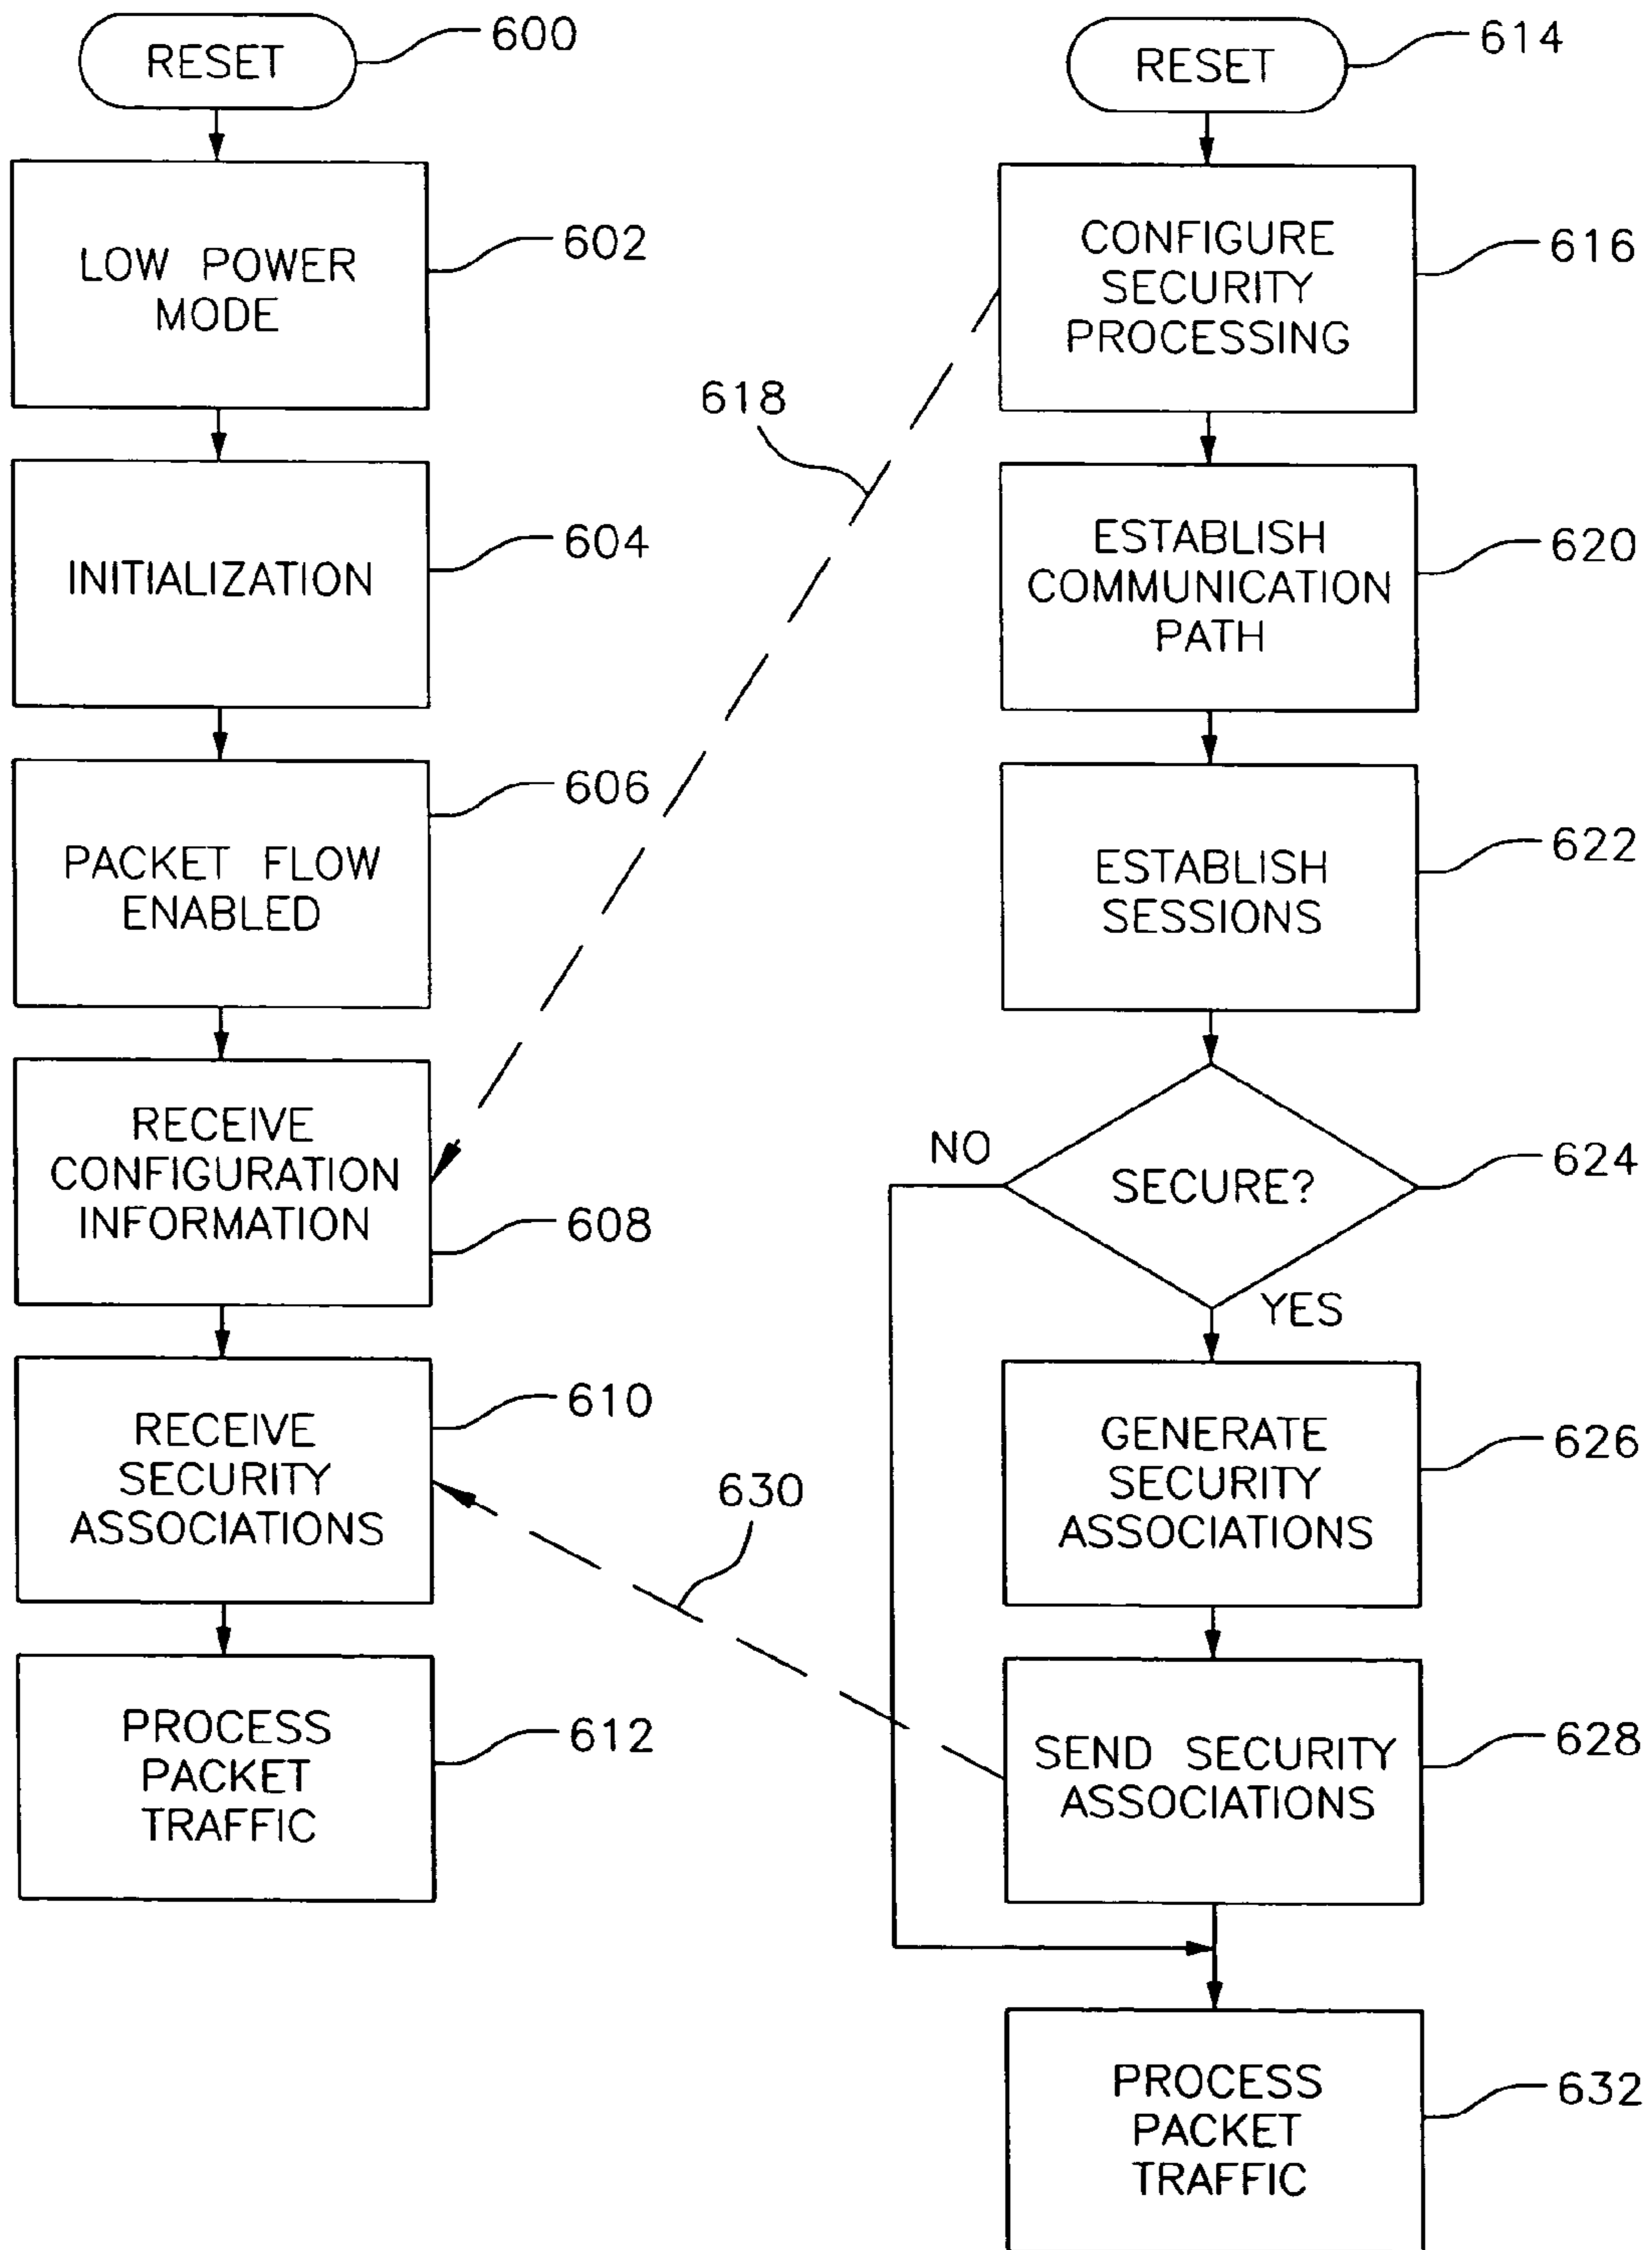 RESET
600
LOW POWER
MODE
602
INITIALIZATION
604
PACKET FLOW
ENABLED
606
RECEIVE
CONFIGURATION
INFORMATION
608
RECEIVE
SECURITY
ASSOCIATIONS
610
PROCESS
PACKET
TRAFFIC
612
618
630
RESET
614
CONFIGURE
SECURITY
PROCESSING
616
ESTABLISH
COMMUNICATION
PATH
620
ESTABLISH
SESSIONS
622
NO
SECURE?
624
YES
GENERATE
SECURITY
ASSOCIATIONS
626
SEND SECURITY
ASSOCIATIONS
628
PROCESS
PACKET
TRAFFIC
632